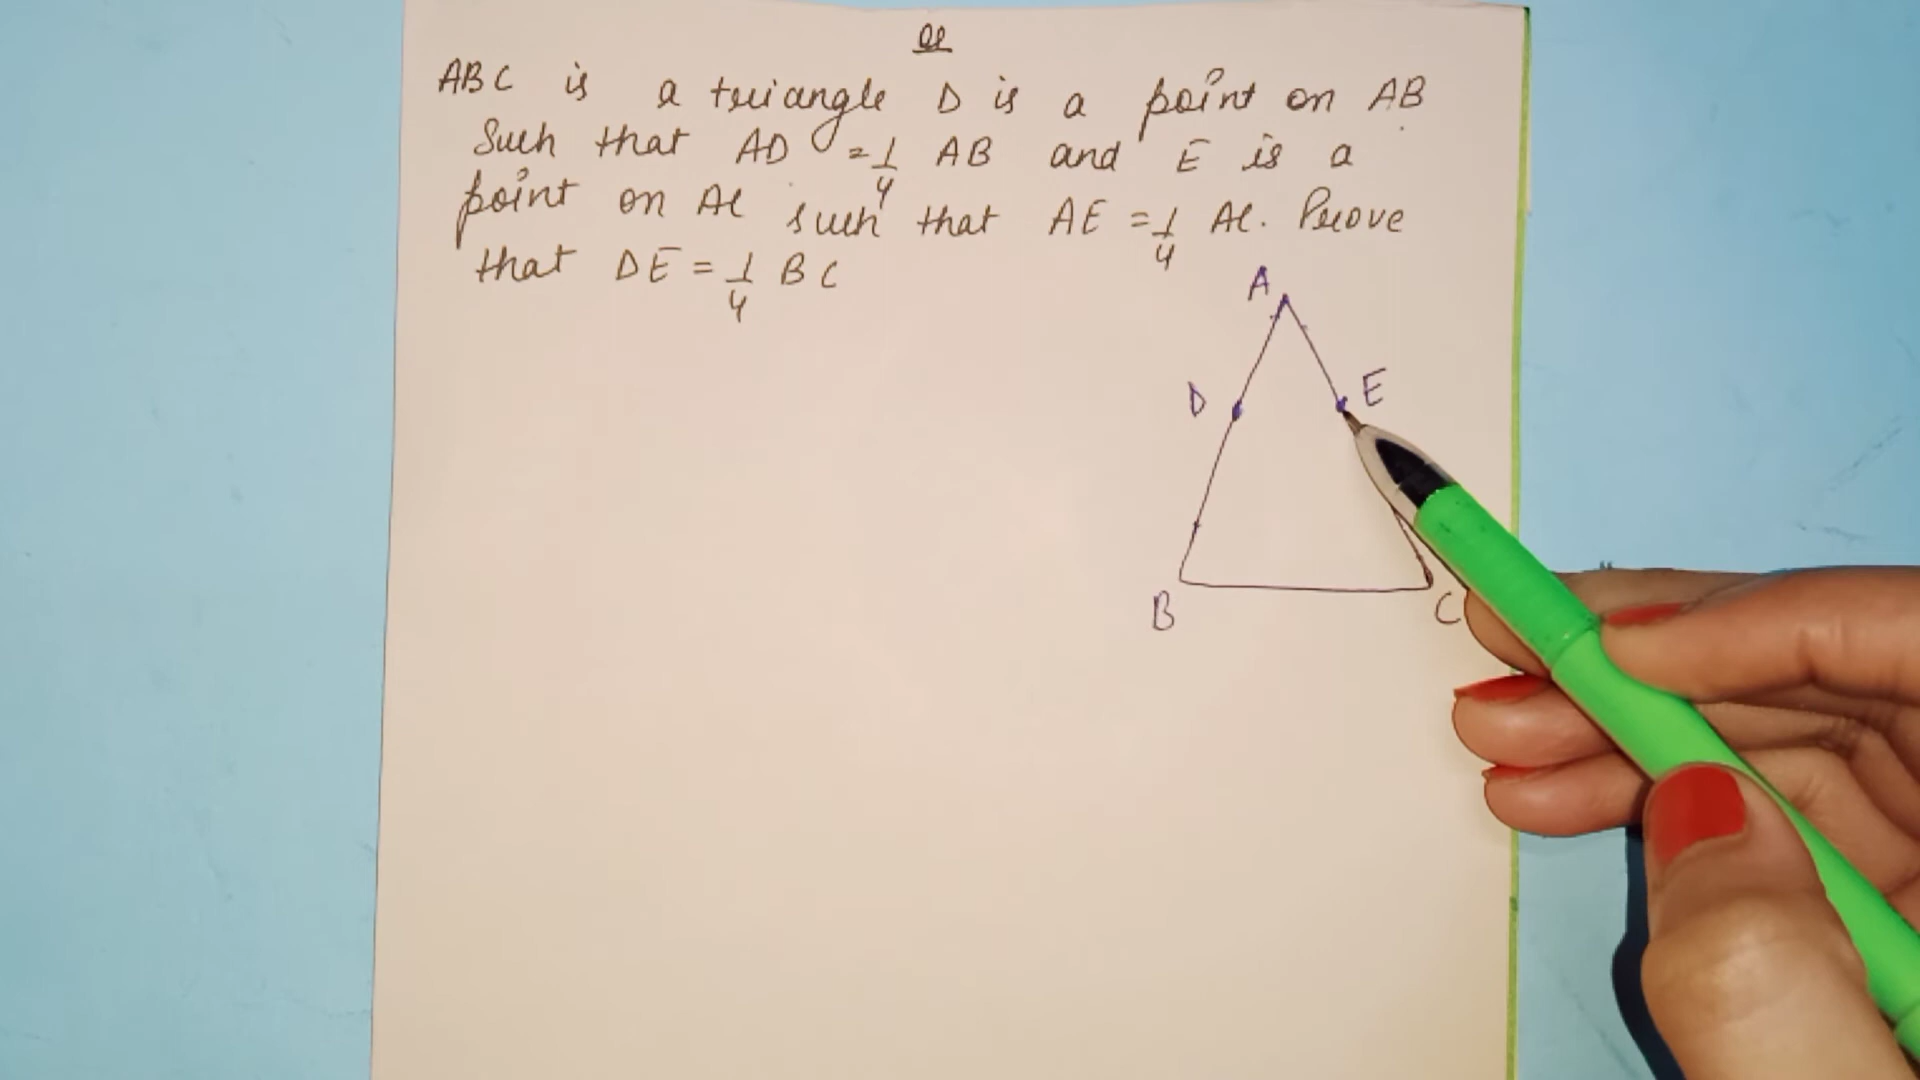 Q
ABC is a triangle D is a point on AB
Such that AD = 1/4 AB and E is a
point on AC such that AE = 1/4 AC. Prove
that DE = 1/4 BC
A
D E
B C